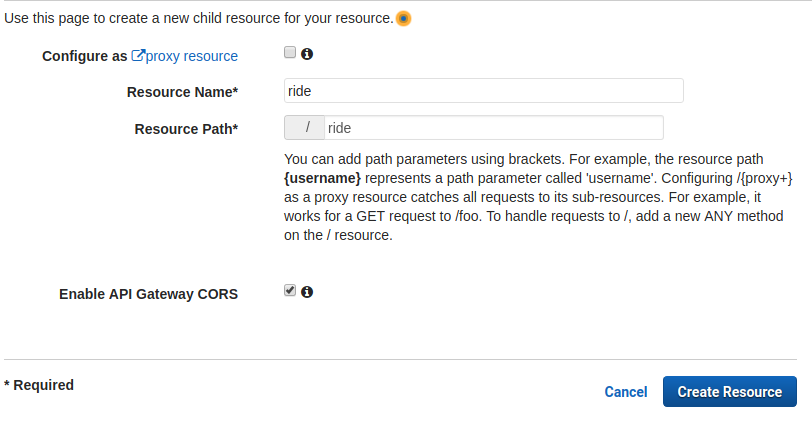 Use this page to create a new child resource for your resource.
Configure as proxy resource
Resource Name*
ride
Resource Path*
/ ride
You can add path parameters using brackets. For example, the resource path
{username} represents a path parameter called 'username'. Configuring /{proxy+}
as a proxy resource catches all requests to its sub-resources. For example, it
works for a GET request to /foo. To handle requests to /, add a new ANY method
on the / resource.
Enable API Gateway CORS
* Required
Cancel
Create Resource